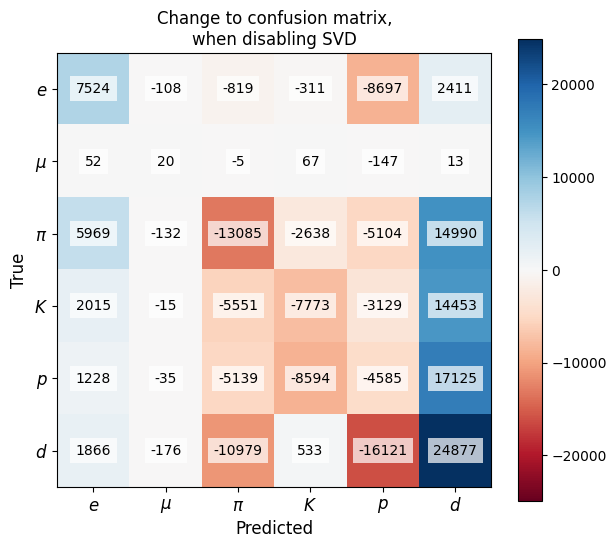 Change to confusion matrix,
when disabling SVD
e 7524 -108 -819 -311 -8697 2411
μ 52 20 -5 67 -147 13
π 5969 -132 -13085 -2638 -5104 14990
K 2015 -15 -5551 -7773 -3129 14453
p 1228 -35 -5139 -8594 -4585 17125
d 1866 -176 -10979 533 -16121 24877
e μ π K p d
Predicted
True
20000
10000
0
−10000
−20000